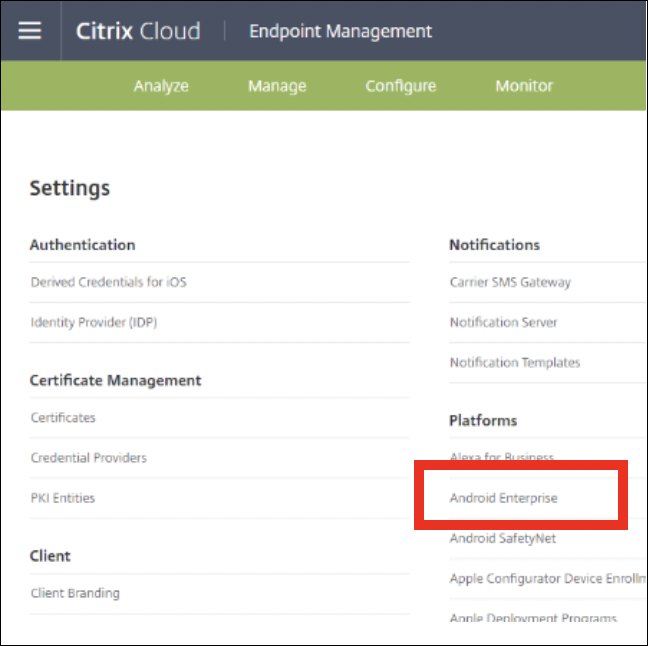 Citrix Cloud | Endpoint Management
Analyze Manage Configure Monitor
Settings
Authentication
Derived Credentials for iOS
Identity Provider (IDP)
Certificate Management
Certificates
Credential Providers
PKI Entities
Client
Client Branding
Notifications
Carrier SMS Gateway
Notification Server
Notification Templates
Platforms
Alexa for Business
Android Enterprise
Android SafetyNet
Apple Configurator Device Enrollm
Apple Deployment Programs